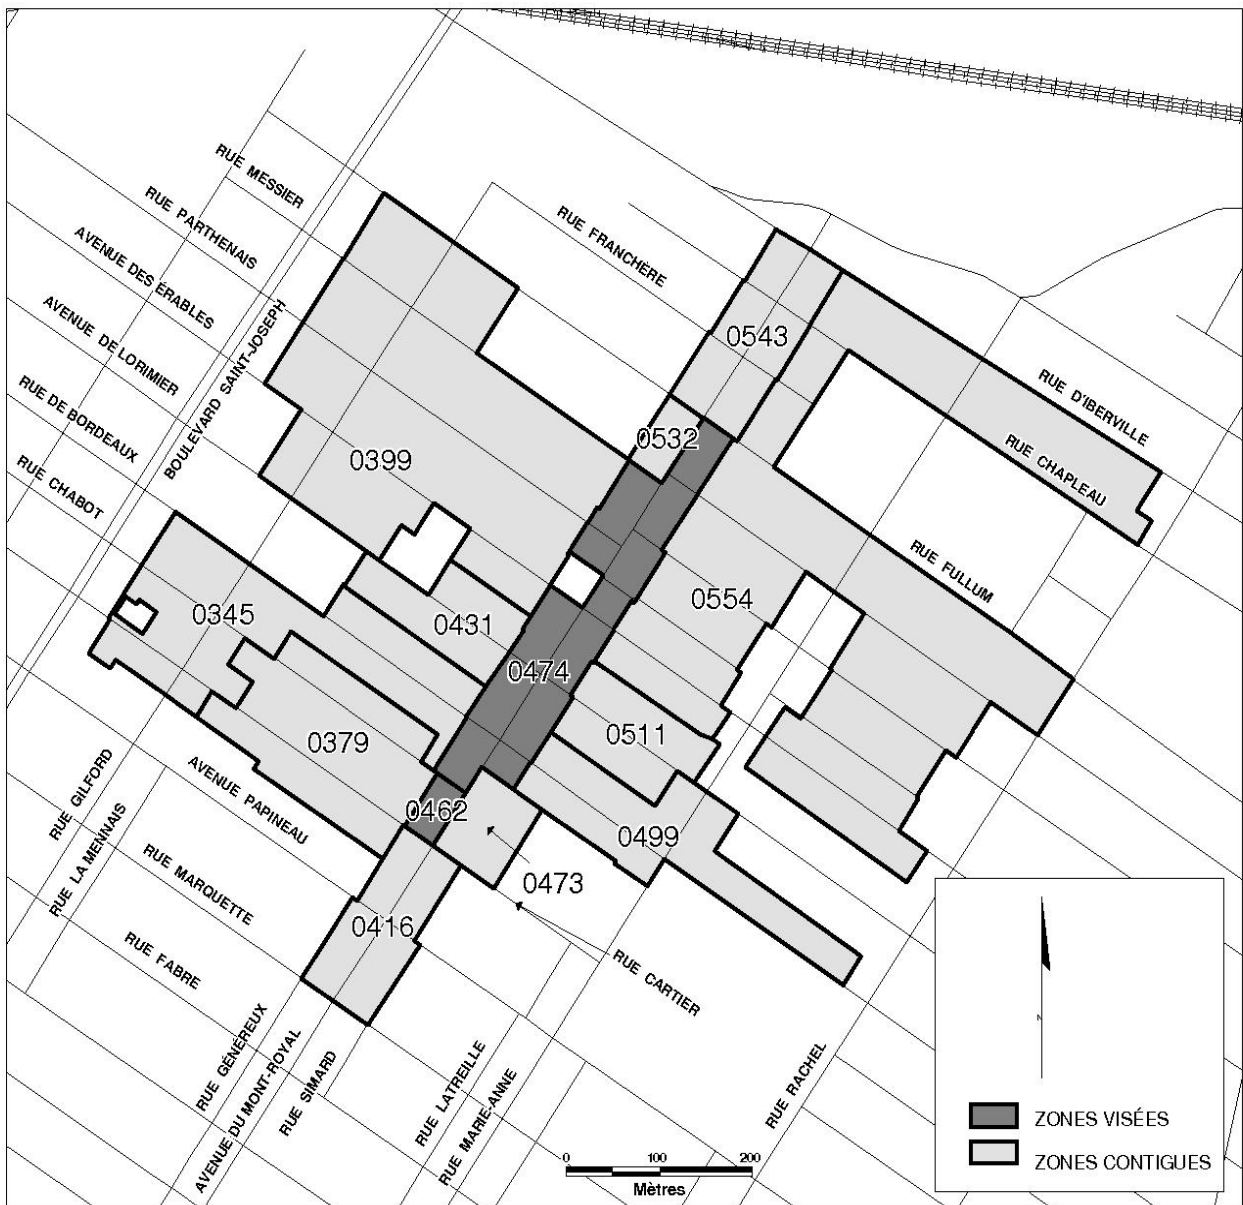 RUE MESSIER
RUE PARTHENAIS
AVENUE DES ÉRABLES
AVENUE DE LORIMIER
RUE DE BORDEAUX
RUE CHABOT
BOULEVARD SAINT-JOSEPH
RUE FRANCHÈRE
0543
RUE D'IBERVILLE
0532
RUE CHAPLEAU
0399
RUE FULLUM
0554
0345
0431
0474
0511
0379
RUE GILFORD
AVENUE PAPINEAU
0462
0499
RUE LA MENNAIS
RUE MARQUETTE
0473
0416
RUE FABRE
RUE CARTIER
RUE GÉNÉREUX
AVENUE DU MONT-ROYAL
RUE SIMARD
RUE LATREILLE
RUE MARIE-ANNE
RUE RACHEL
N
ZONES VISÉES
ZONES CONTIGUES
0 100 200
Mètres